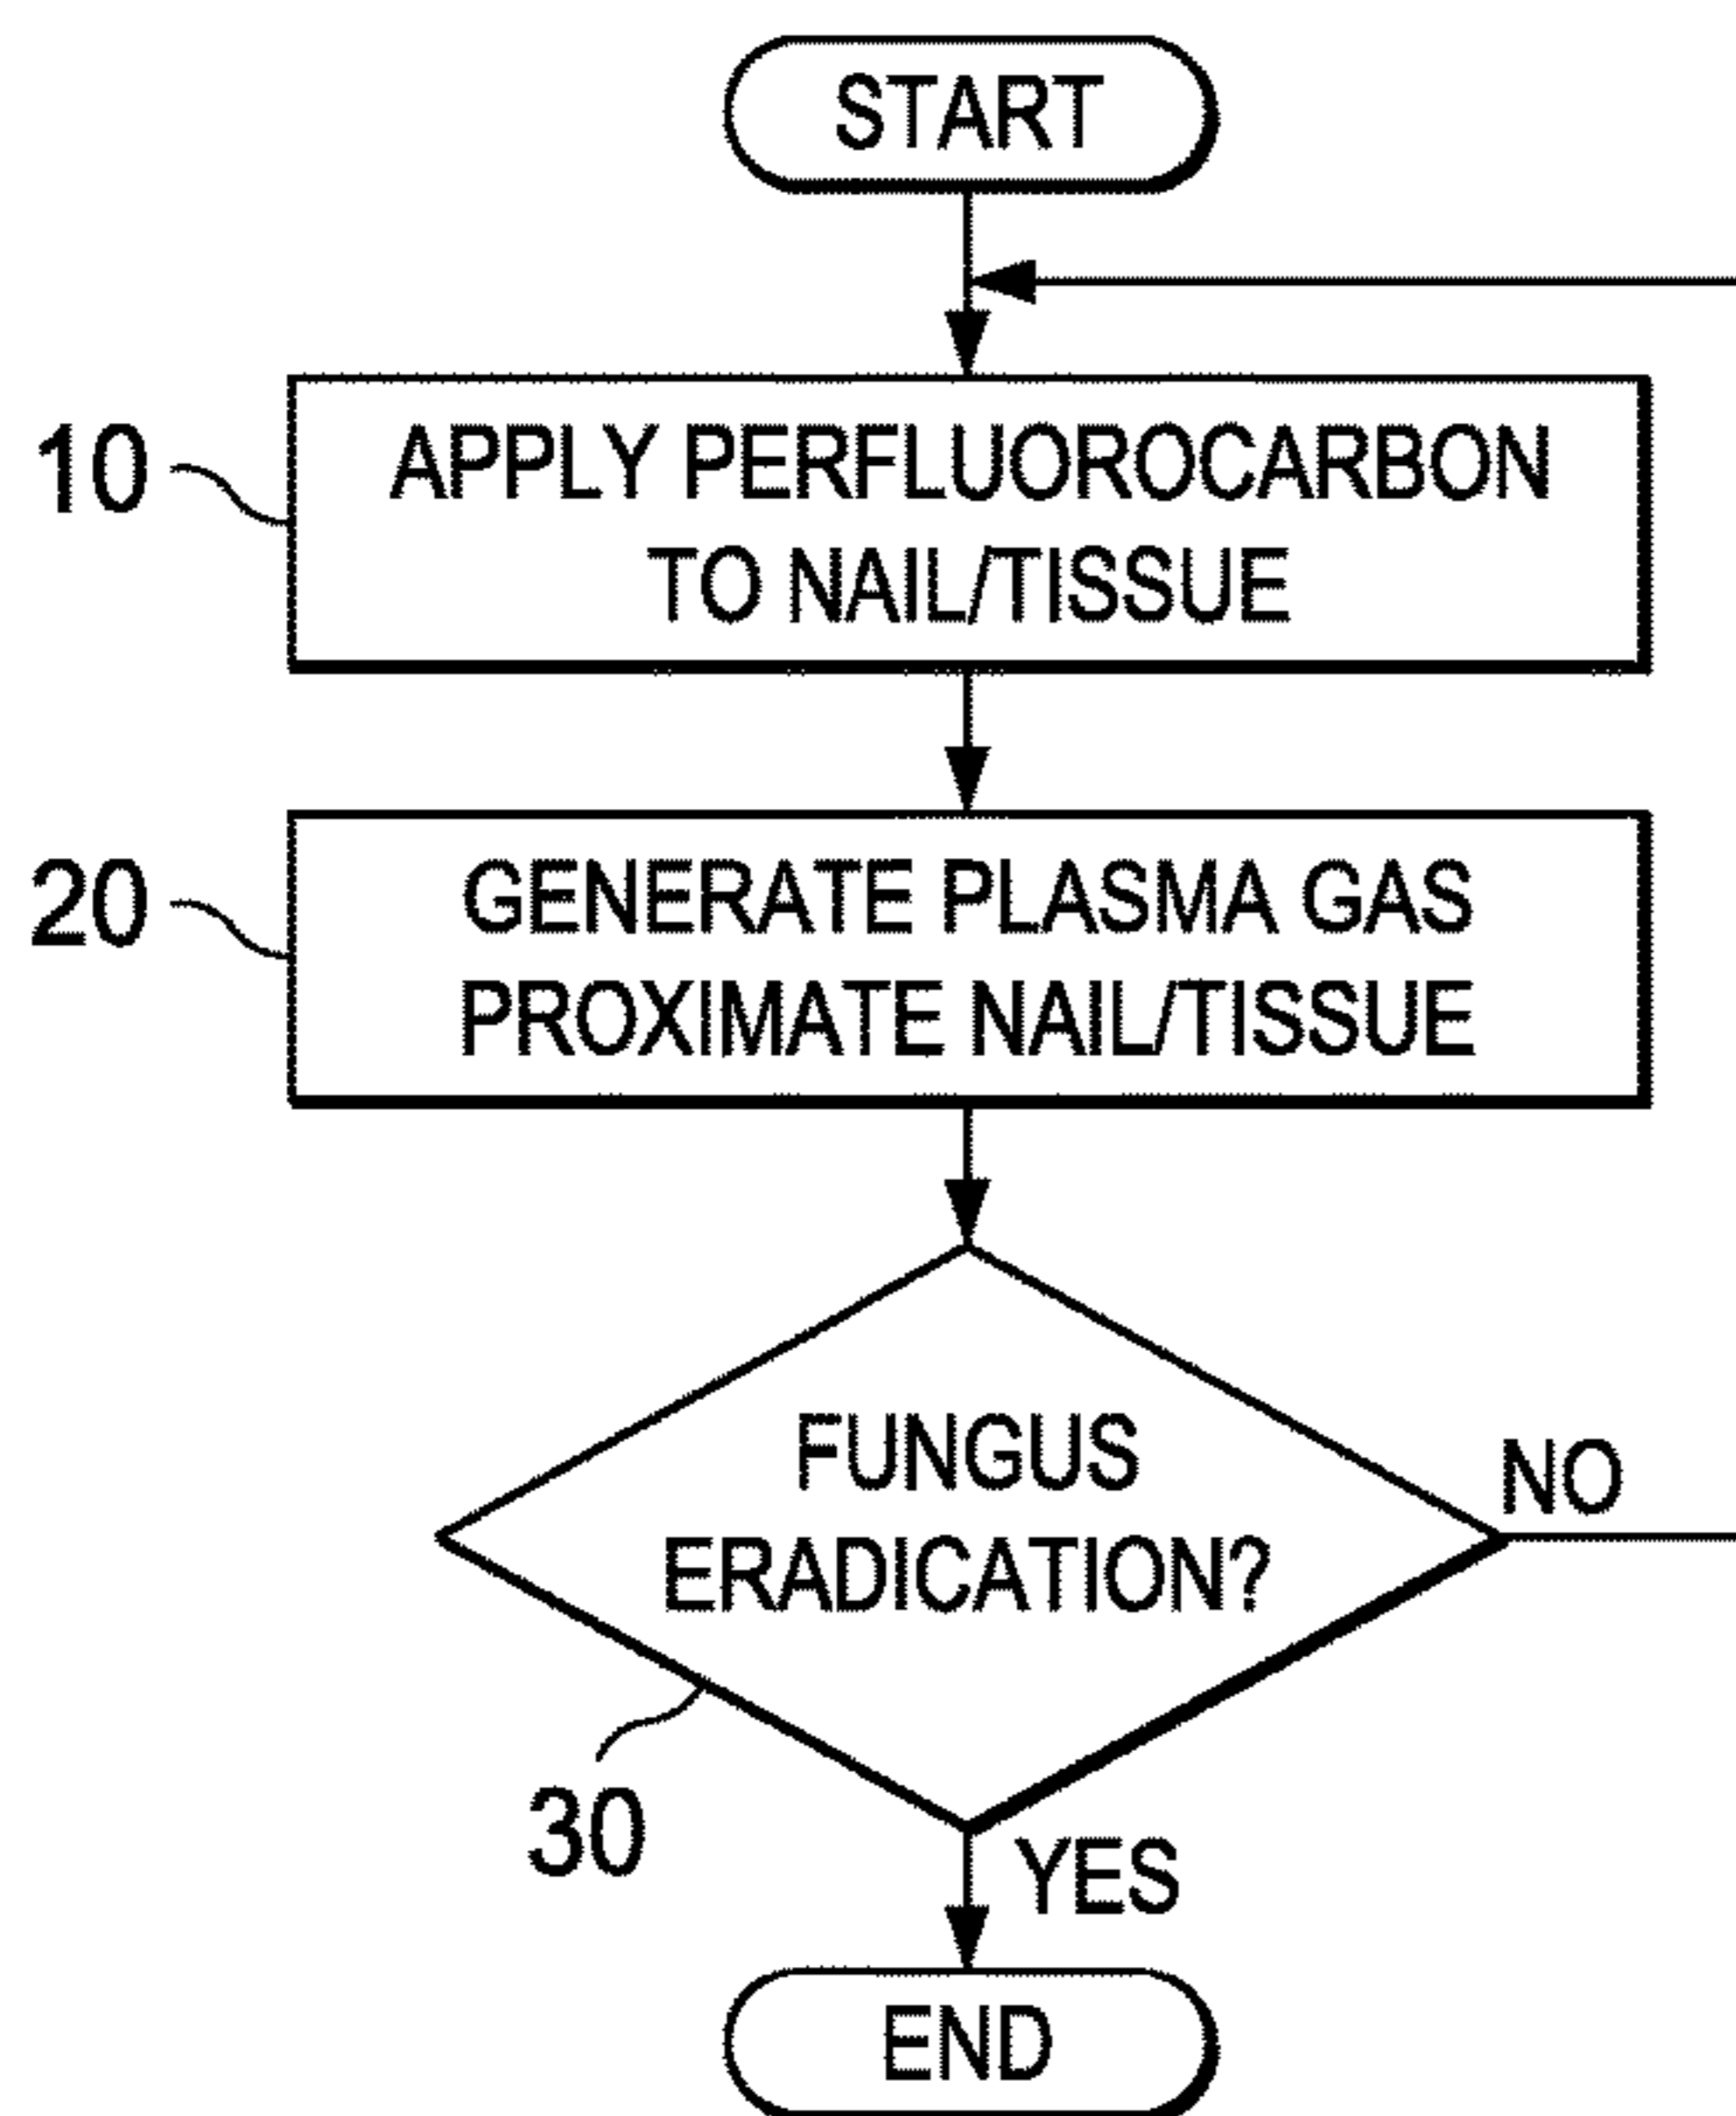 START
10
APPLY PERFLUOROCARBON
TO NAIL/TISSUE
20
GENERATE PLASMA GAS
PROXIMATE NAIL/TISSUE
FUNGUS
ERADICATION?
NO
30
YES
END